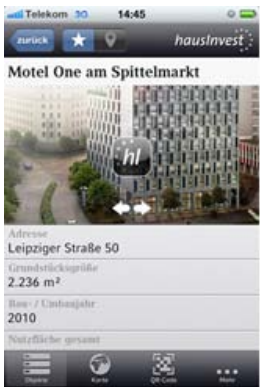 Telekom 3G 14:45
zurück hausInvest
Motel One am Spittelmarkt
hl
Adresse
Leipziger Straße 50
Grundstücksgröße
2.236 m²
Bau- / Umbaujahr
2010
Nutzfläche gesamt
Objekte Karte QR-Code Mehr